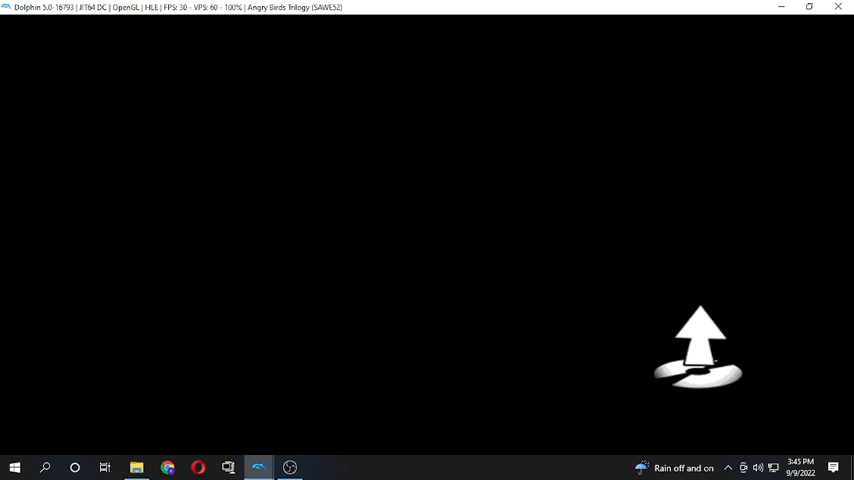 Dolphin 5.0-16793 | JIT64 DC | OpenGL | HLE | FPS: 30 - VPS: 60 - 100% | Angry Birds Trilogy (SAWE52)
Rain off and on
3:45 PM
9/9/2022